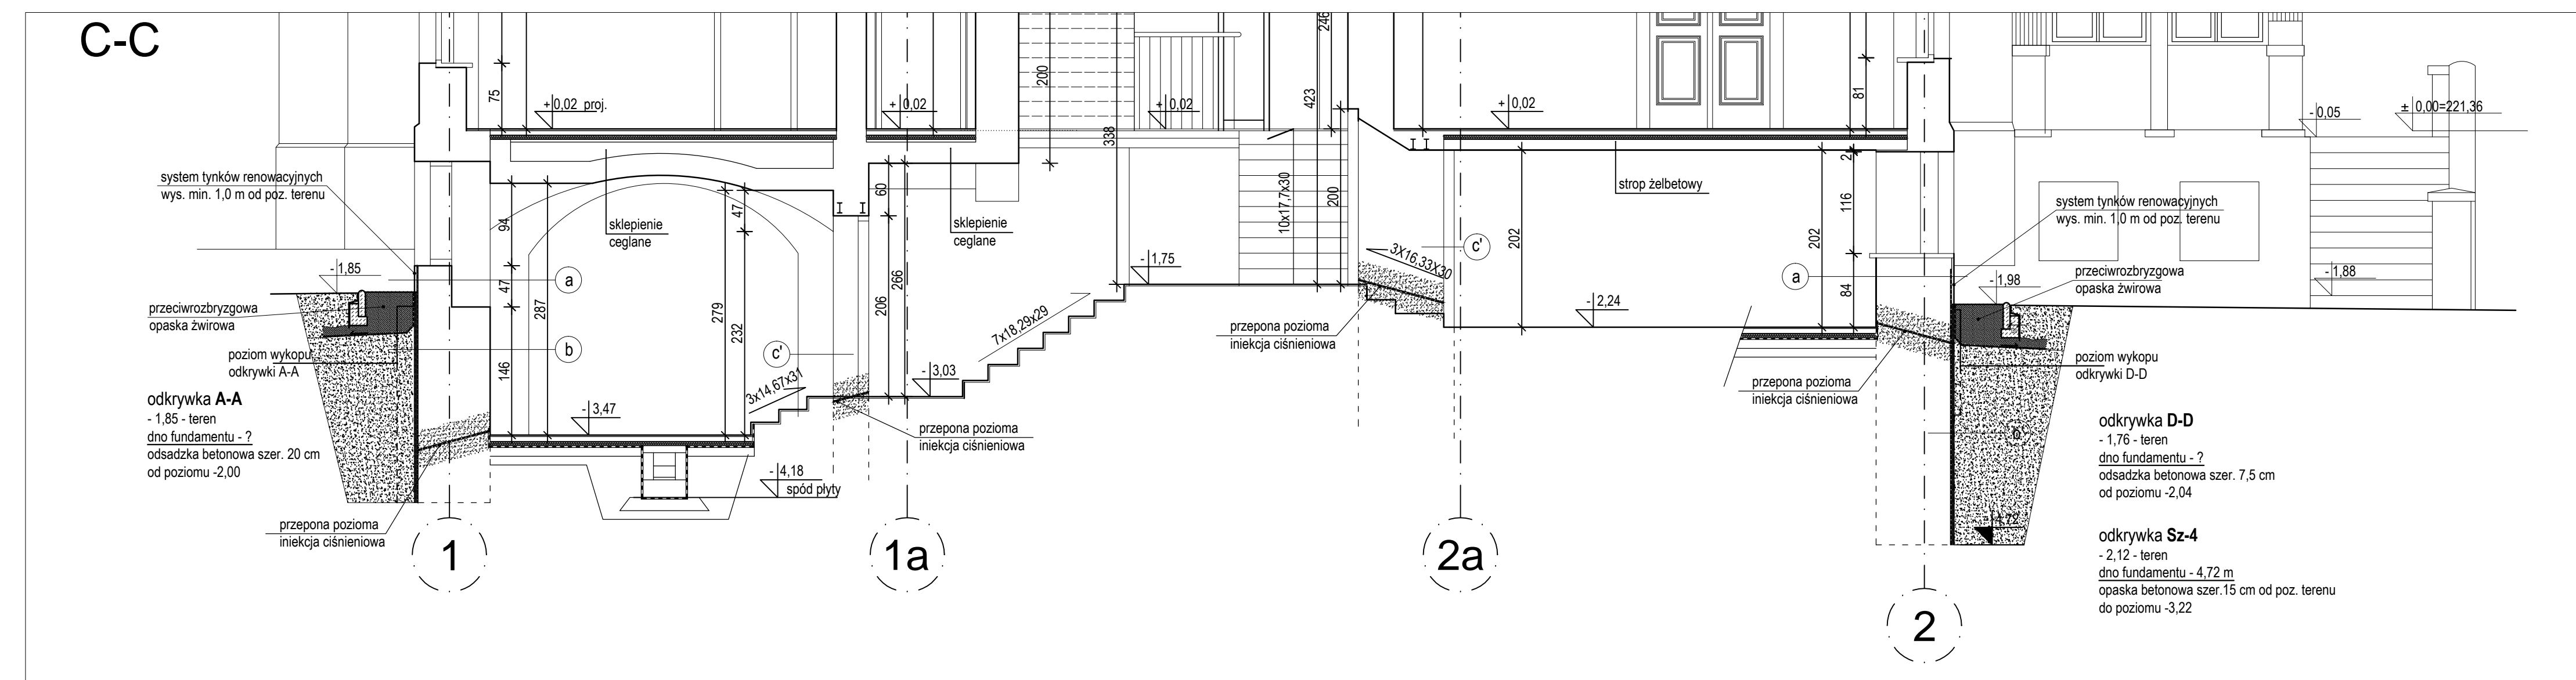 C-C
75
+ 0,02 proj.
+ 0,02
200
+ 0,02
338
246
423
+ 0,02
81
- 0,05
± 0,00=221,36
system tynków renowacyjnych
wys. min. 1,0 m od poz. terenu
sklepienie
ceglane
94
47
60
sklepienie
ceglane
10x17,7x30
200
strop żelbetowy
2
116
system tynków renowacyjnych
wys. min. 1,0 m od poz. terenu
- 1,85
a
47
287
279
232
206
266
- 1,75
c'
3X16,33X30
202
202
a
84
- 1,98
przeciwrozbryzgowa
opaska żwirowa
- 1,88
przeciwrozbryzgowa
opaska żwirowa
- 2,24
b
c'
7x18,29x29
przepona pozioma
iniekcja ciśnieniowa
poziom wykopu
odkrywki A-A
146
3x14,67x31
- 3,03
przepona pozioma
iniekcja ciśnieniowa
poziom wykopu
odkrywki D-D
odkrywka A-A
- 1,85 - teren
dno fundamentu - ?
odsadzka betonowa szer. 20 cm
od poziomu -2,00
- 3,47
przepona pozioma
iniekcja ciśnieniowa
b
odkrywka D-D
- 1,76 - teren
dno fundamentu - ?
odsadzka betonowa szer. 7,5 cm
od poziomu -2,04
- 4,18
spód płyty
przepona pozioma
iniekcja ciśnieniowa
- 4,72
odkrywka Sz-4
- 2,12 - teren
dno fundamentu - 4,72 m
opaska betonowa szer.15 cm od poz. terenu
do poziomu -3,22
1
1a
2a
2